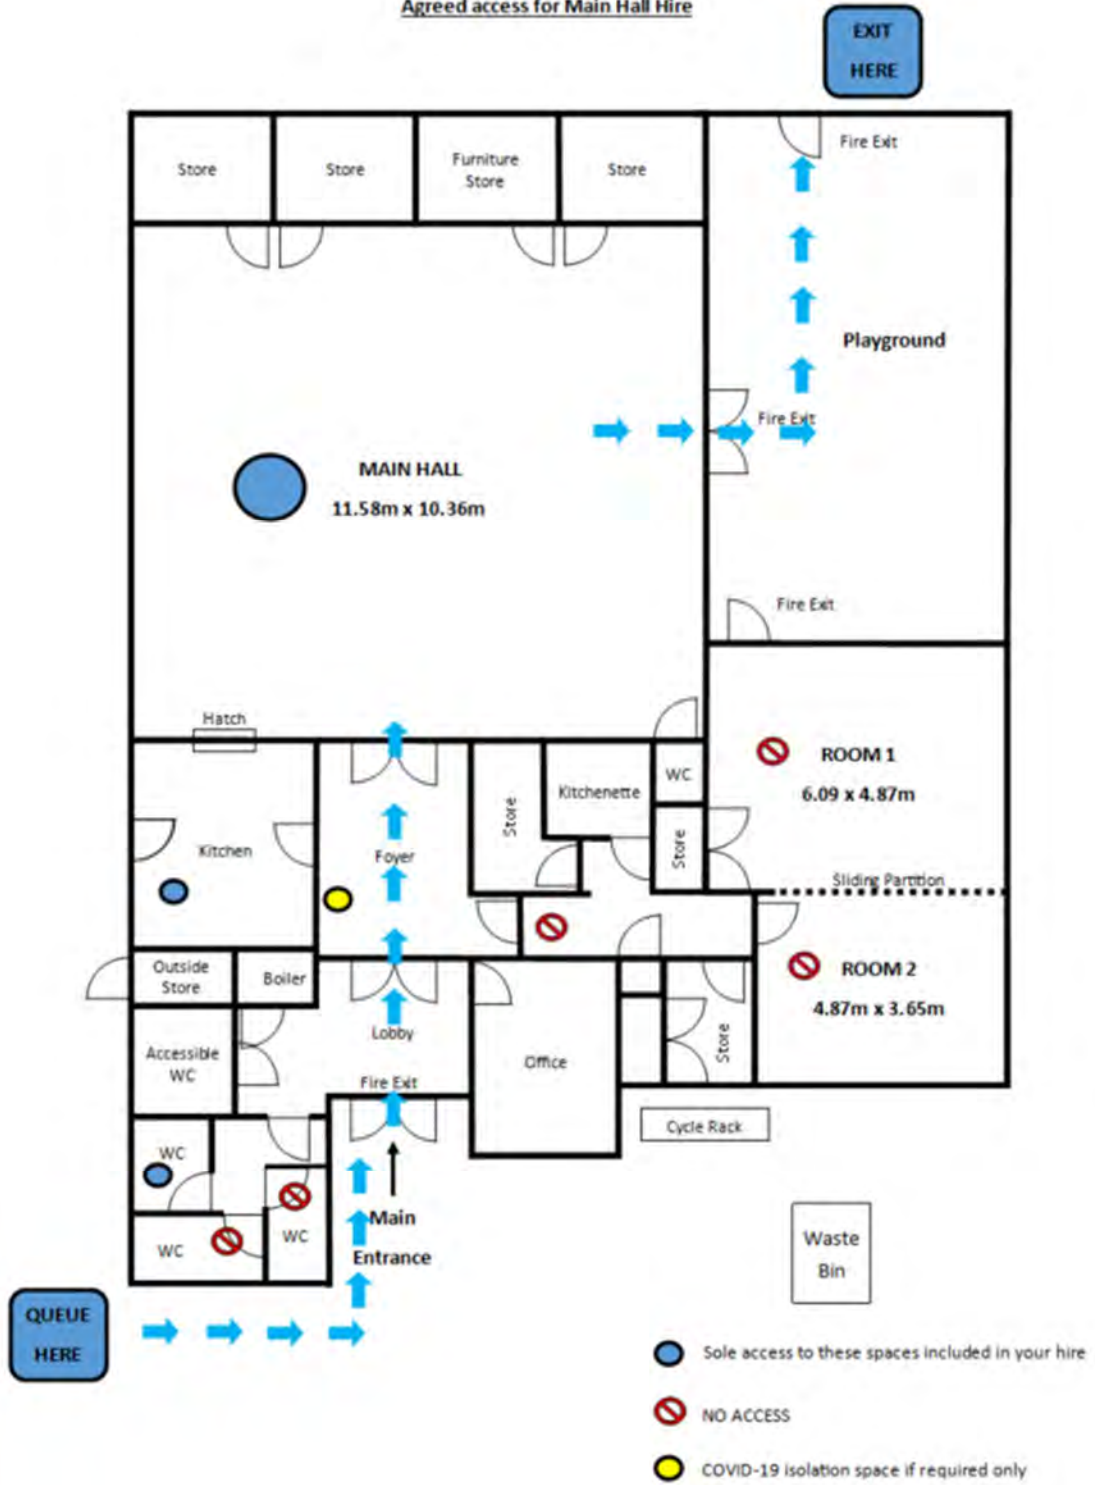 Agreed access for Main Hall Hire
EXIT
HERE
Store
Store
Furniture
Store
Store
Fire Exit
Playground
Fire Exit
MAIN HALL
11.58m x 10.36m
Fire Exit
Hatch
Kitchen
Foyer
Store
Kitchenette
WC
Store
ROOM 1
6.09 x 4.87m
Sliding Partition
ROOM 2
4.87m x 3.65m
Outside
Store
Boiler
Accessible
WC
Lobby
Fire Exit
Office
Store
Cycle Rack
WC
WC
WC
Main
Entrance
Waste
Bin
QUEUE
HERE
Sole access to these spaces included in your hire
NO ACCESS
COVID-19 isolation space if required only